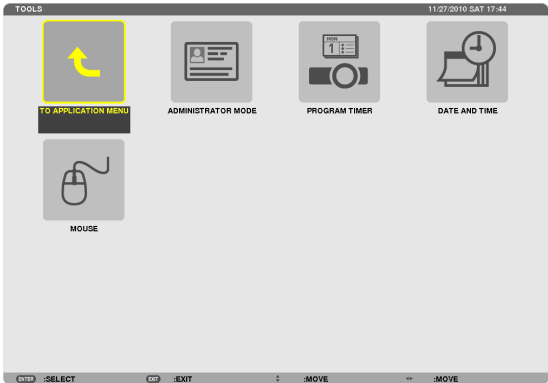 TOOLS 11/27/2010 SAT 17:44
MON
1
TO APPLICATION MENU ADMINISTRATOR MODE PROGRAM TIMER DATE AND TIME
MOUSE
ENTER :SELECT EXIT :EXIT :MOVE :MOVE